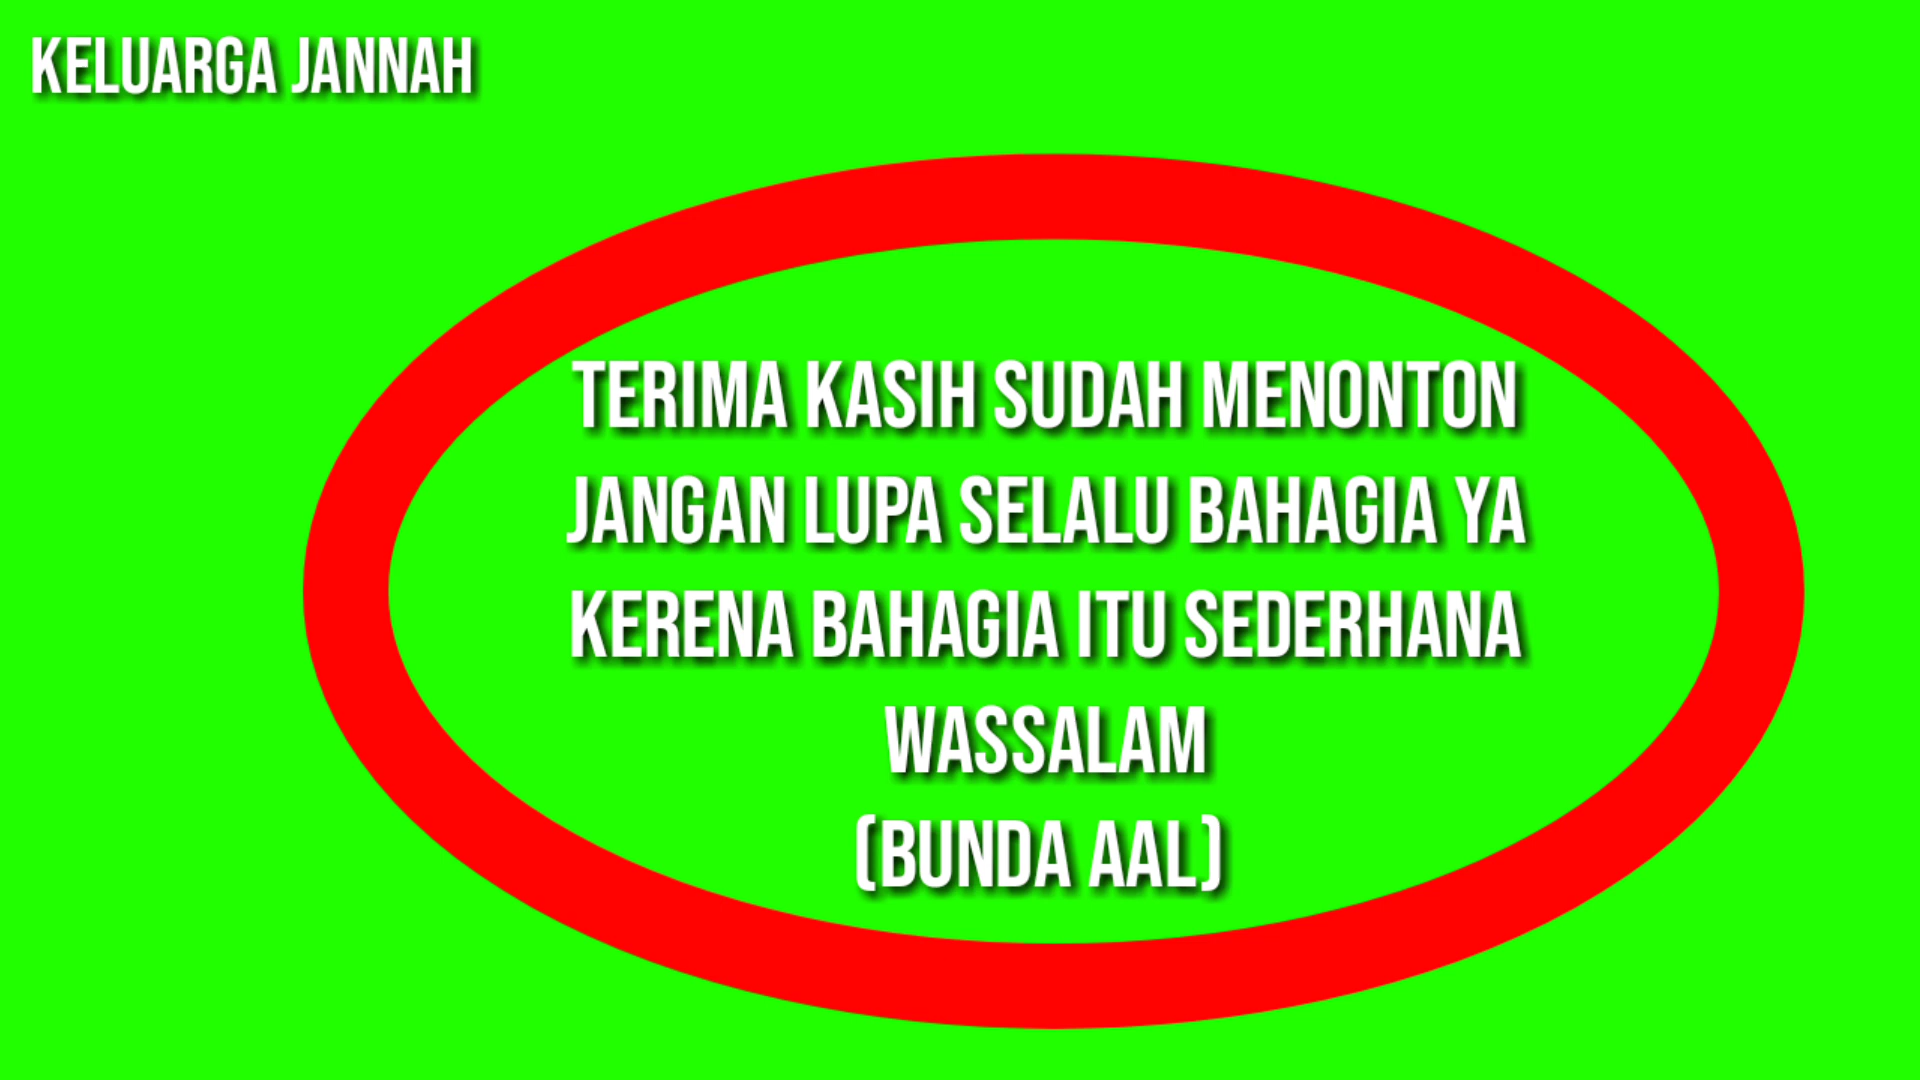 KELUARGA JANNAH
TERIMA KASIH SUDAH MENONTON
JANGAN LUPA SELALU BAHAGIA YA
KERENA BAHAGIA ITU SEDERHANA
WASSALAM
(BUNDA AAL)